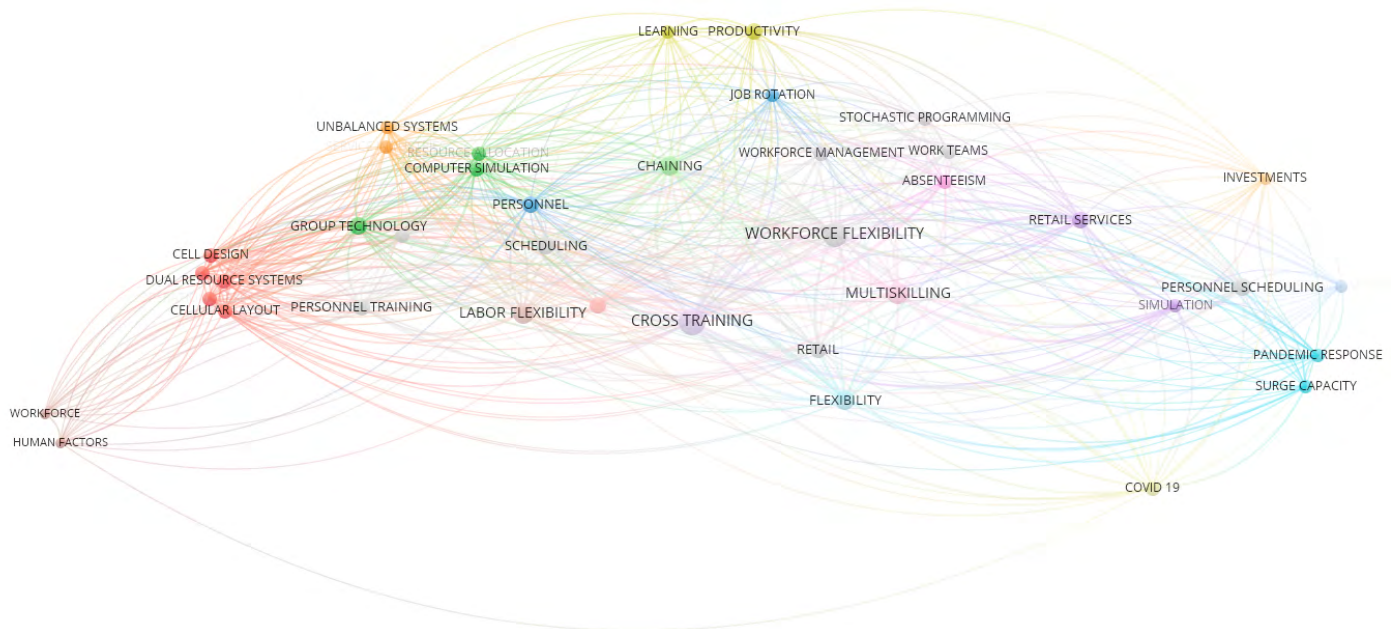 LEARNING
PRODUCTIVITY
JOB ROTATION
STOCHASTIC PROGRAMMING
UNBALANCED SYSTEMS
RESOURCE ALLOCATION
WORKFORCE MANAGEMENT
WORK TEAMS
COMPUTER SIMULATION
CHAINING
ABSENTEEISM
INVESTMENTS
PERSONNEL
RETAIL SERVICES
GROUP TECHNOLOGY
WORKFORCE FLEXIBILITY
SCHEDULING
CELL DESIGN
DUAL RESOURCE SYSTEMS
PERSONNEL SCHEDULING
MULTISKILLING
SIMULATION
PERSONNEL TRAINING
CELLULAR LAYOUT
LABOR FLEXIBILITY
CROSS TRAINING
RETAIL
PANDEMIC RESPONSE
SURGE CAPACITY
FLEXIBILITY
WORKFORCE
HUMAN FACTORS
COVID 19